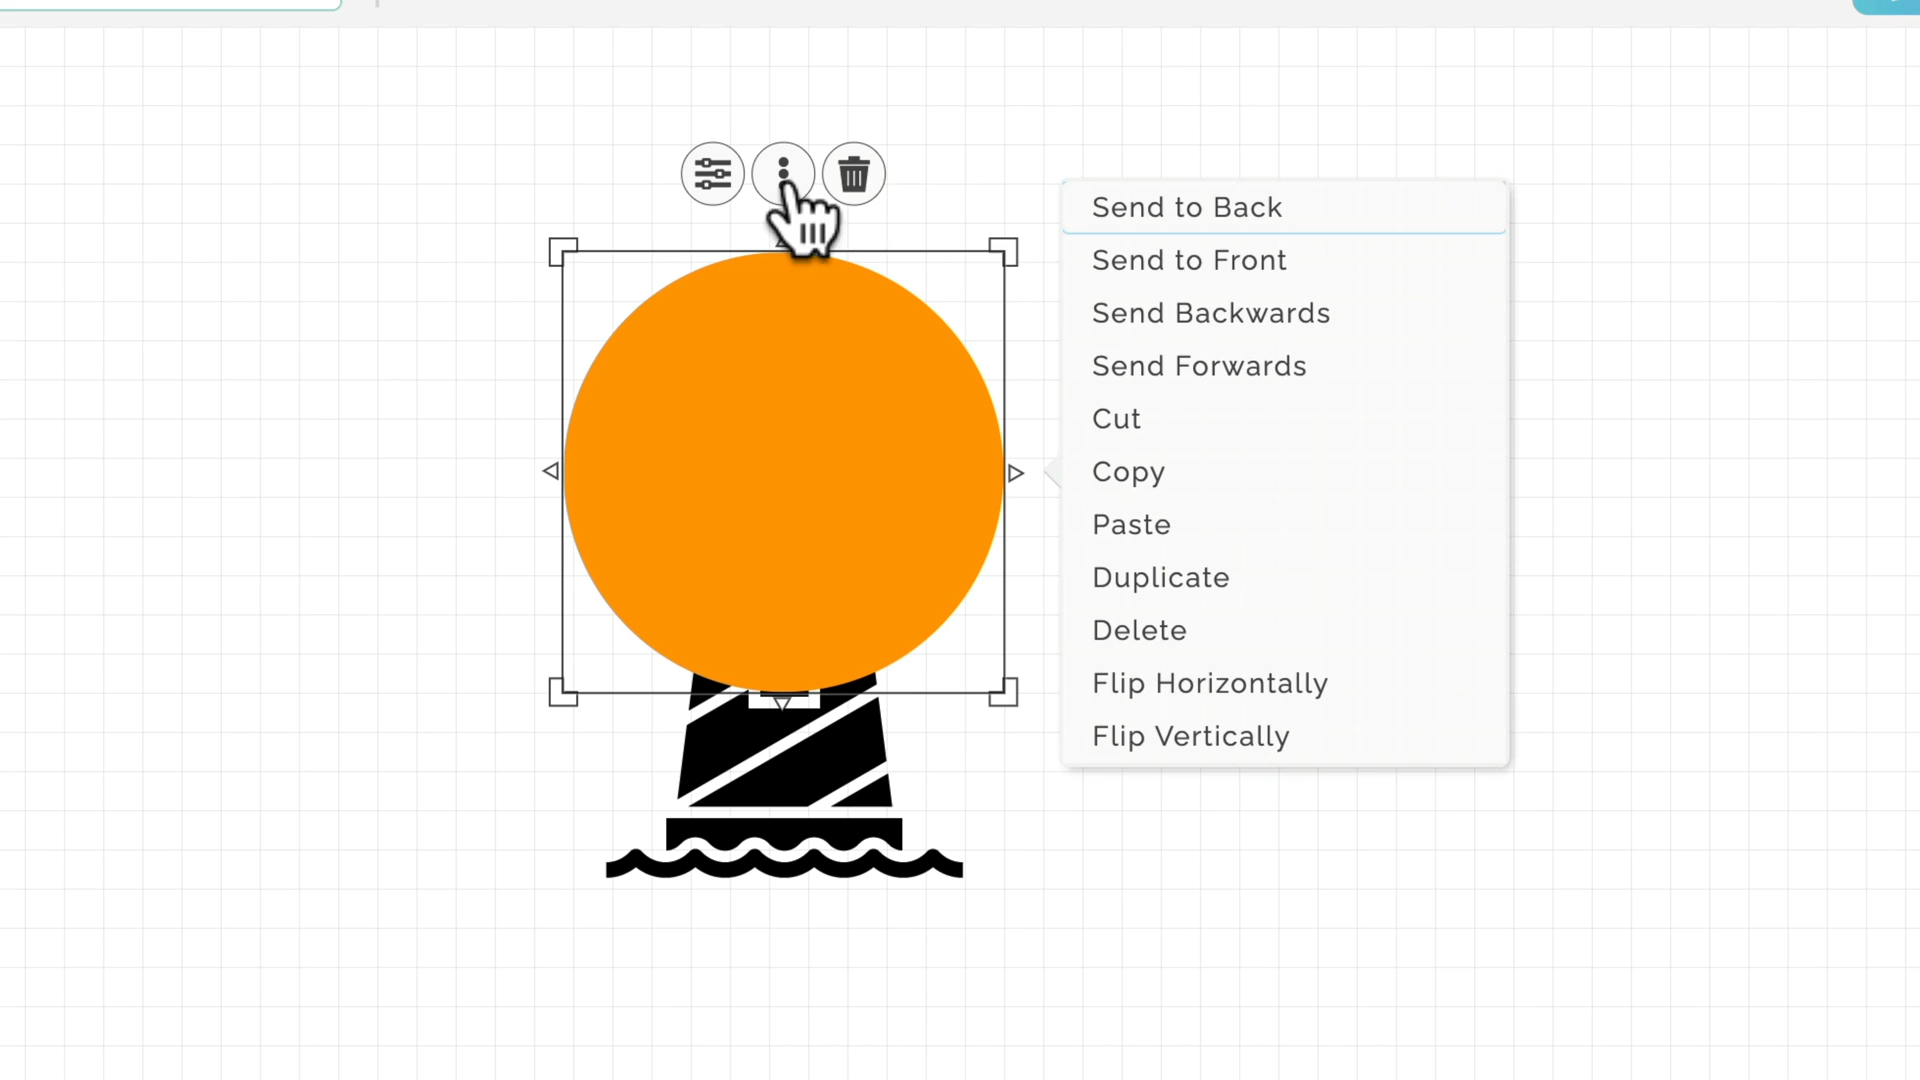 Send to Back
Send to Front
Send Backwards
Send Forwards
Cut
Copy
Paste
Duplicate
Delete
Flip Horizontally
Flip Vertically